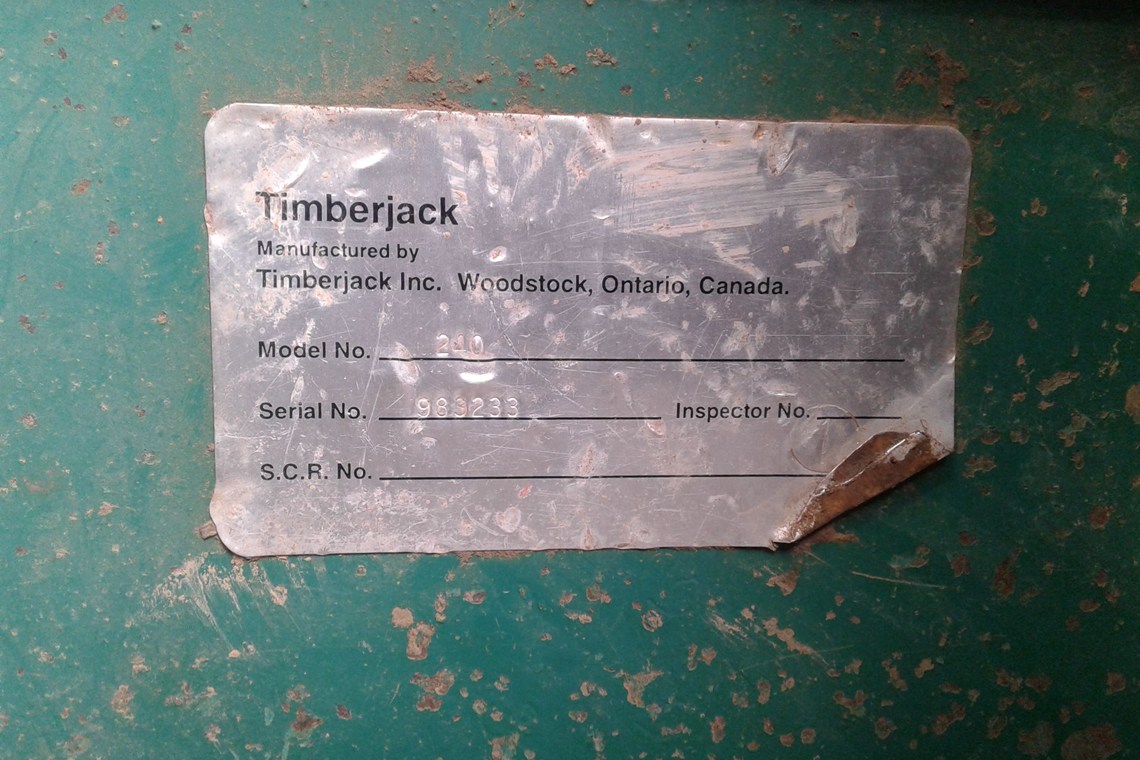 Timberjack
Manufactured by
Timberjack Inc. Woodstock, Ontario, Canada.
Model No. 240
Serial No. 983233 Inspector No.
S.C.R. No.